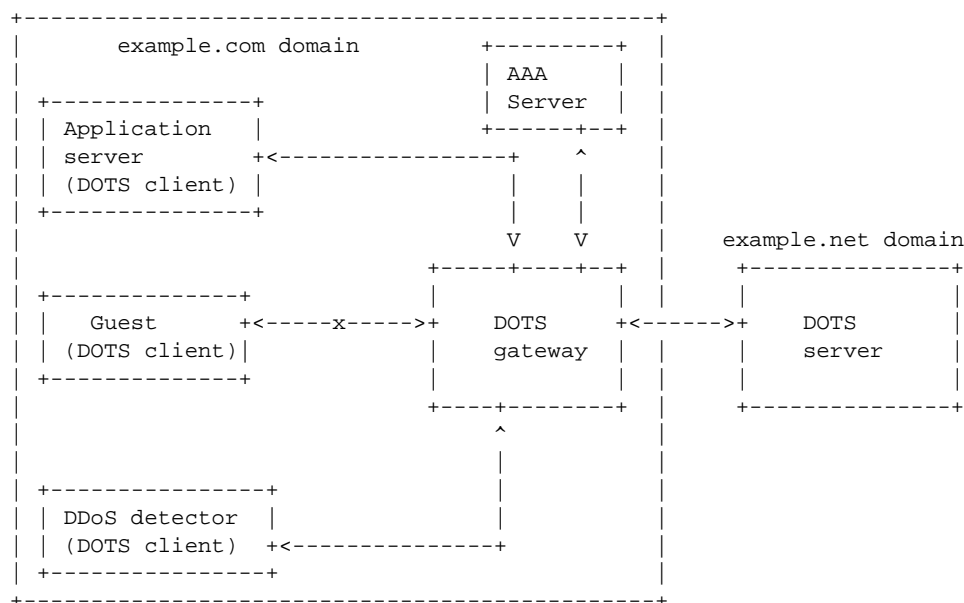 example.com domain
AAA
Server
Application
server
(DOTS client)
example.net domain
Guest
(DOTS client)
x
DOTS
gateway
DOTS
server
DDoS detector
(DOTS client)
V V